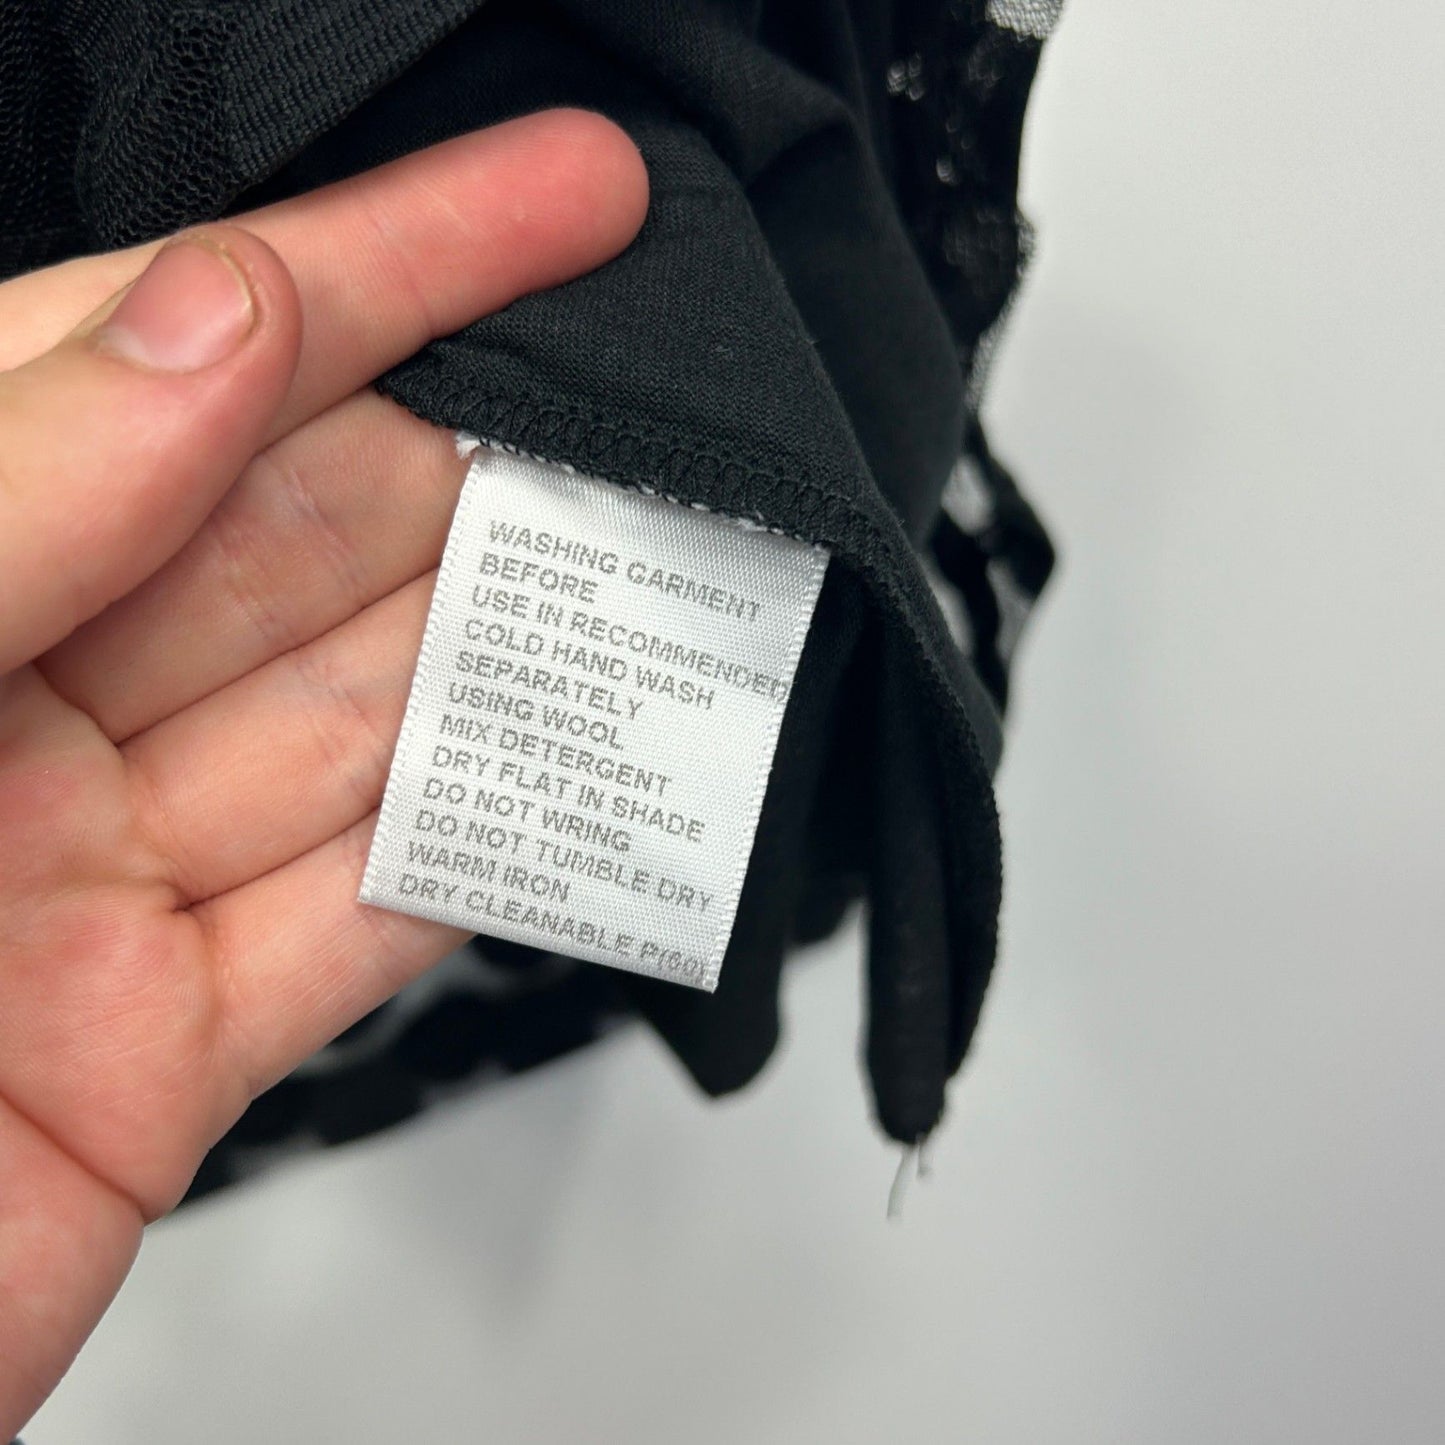 WASHING GARMENT
BEFORE
USE IN RECOMMENDED
COLD HAND WASH
SEPARATELY
USING WOOL
MIX DETERGENT
DRY FLAT IN SHADE
DO NOT WRING
DO NOT TUMBLE DRY
WARM IRON
DRY CLEANABLE P(60)